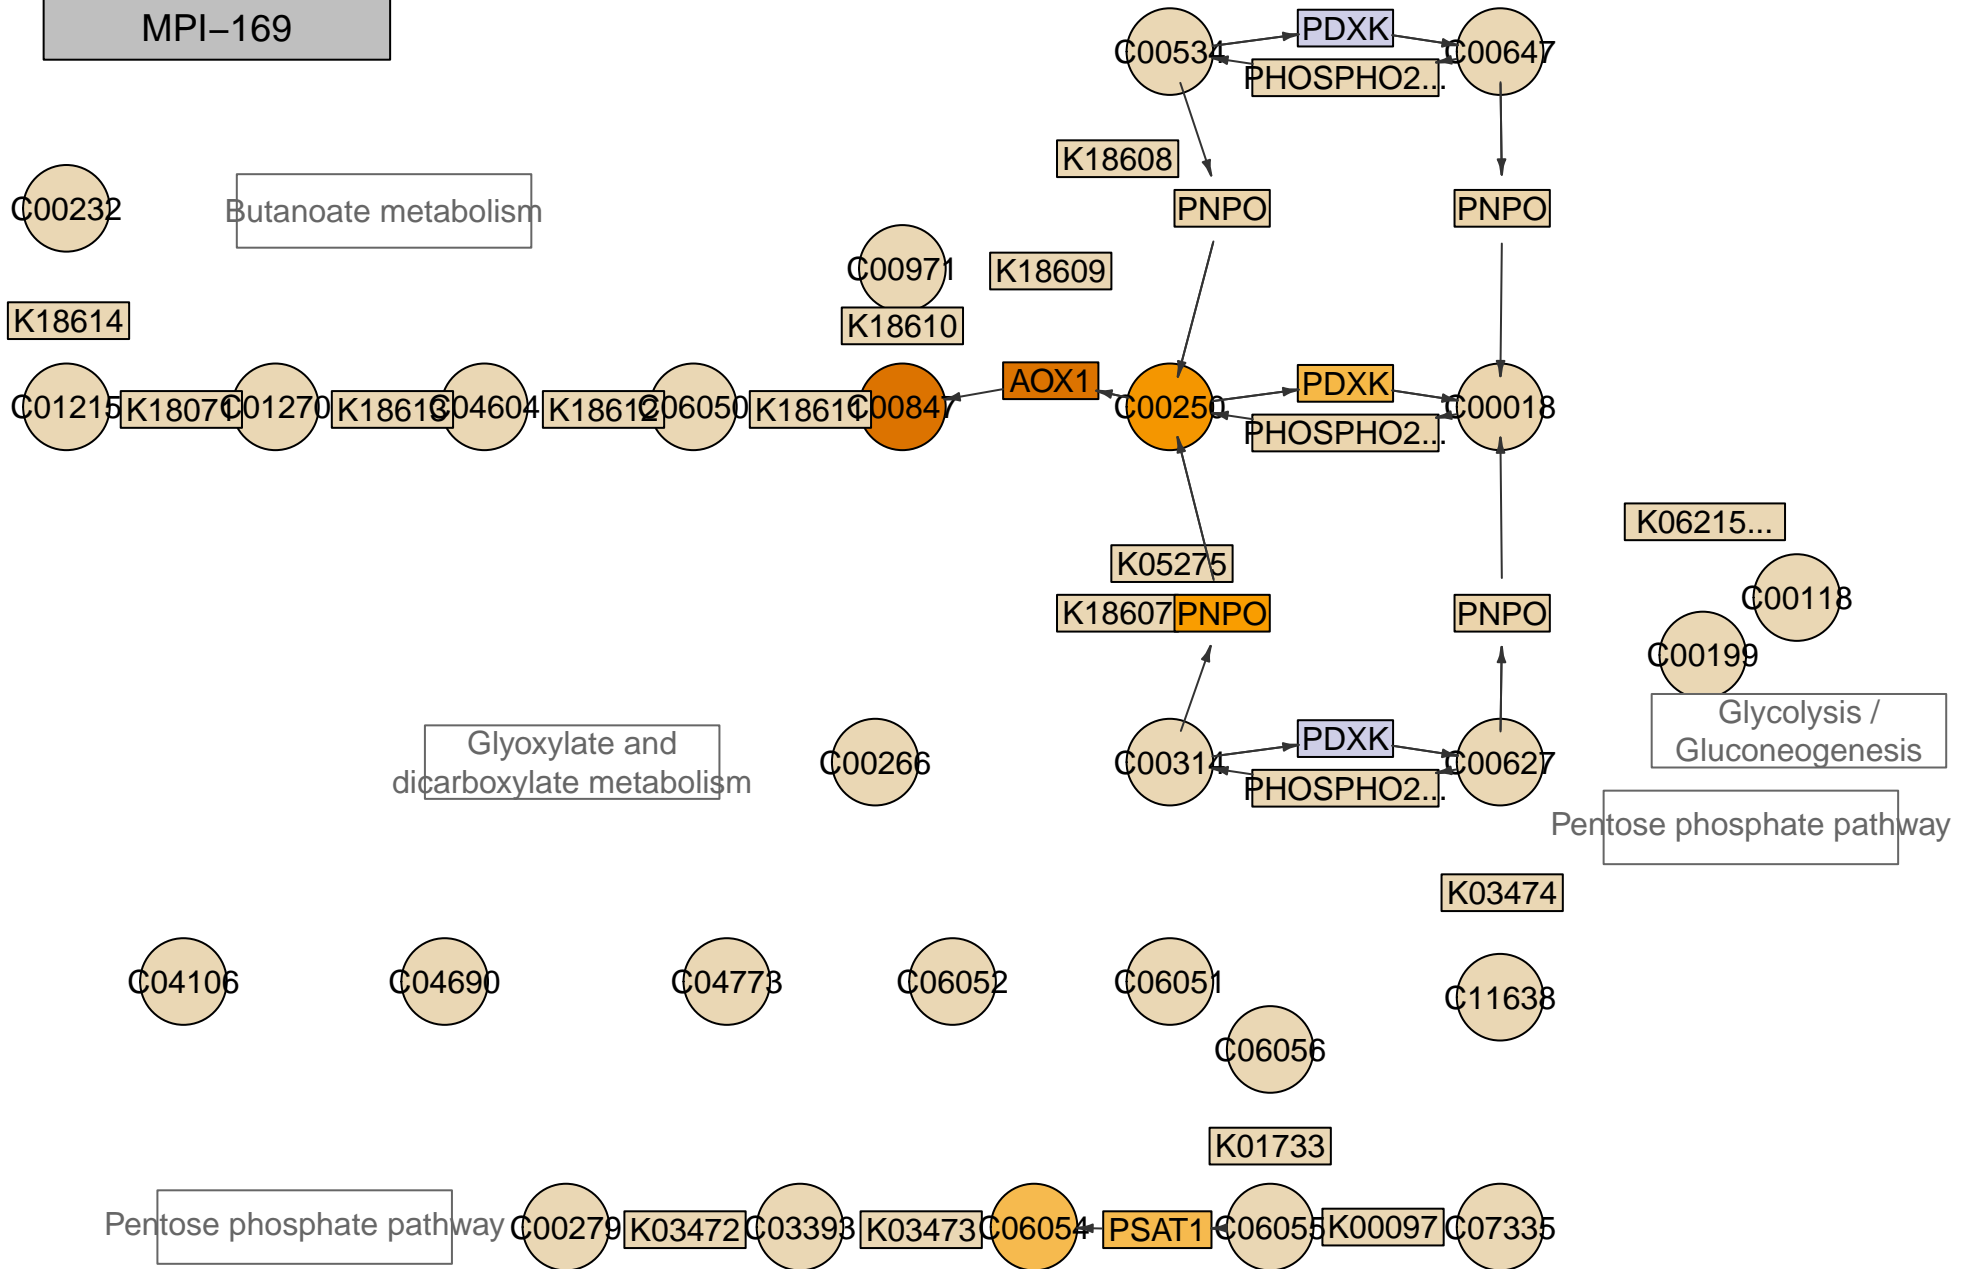 MPI–169
C00534
PDXK
C00647
PHOSPHO2...
K18608
C00232
Butanoate metabolism
PNPO
PNPO
C00971
K18609
K18614
K18610
C01215
K18071
C01270
K18613
C04604
K18612
C06050
K18611
C00847
AOX1
C00250
PDXK
C00018
PHOSPHO2...
K06215...
K05275
C00118
K18607
PNPO
PNPO
C00199
Glycolysis /
Gluconeogenesis
Glyoxylate and
dicarboxylate metabolism
C00266
C00314
PDXK
C00627
PHOSPHO2...
Pentose phosphate pathway
K03474
C04106
C04690
C04773
C06052
C06051
C11638
C06056
K01733
Pentose phosphate pathway
C00279
K03472
C03393
K03473
C06054
PSAT1
C06055
K00097
C07335